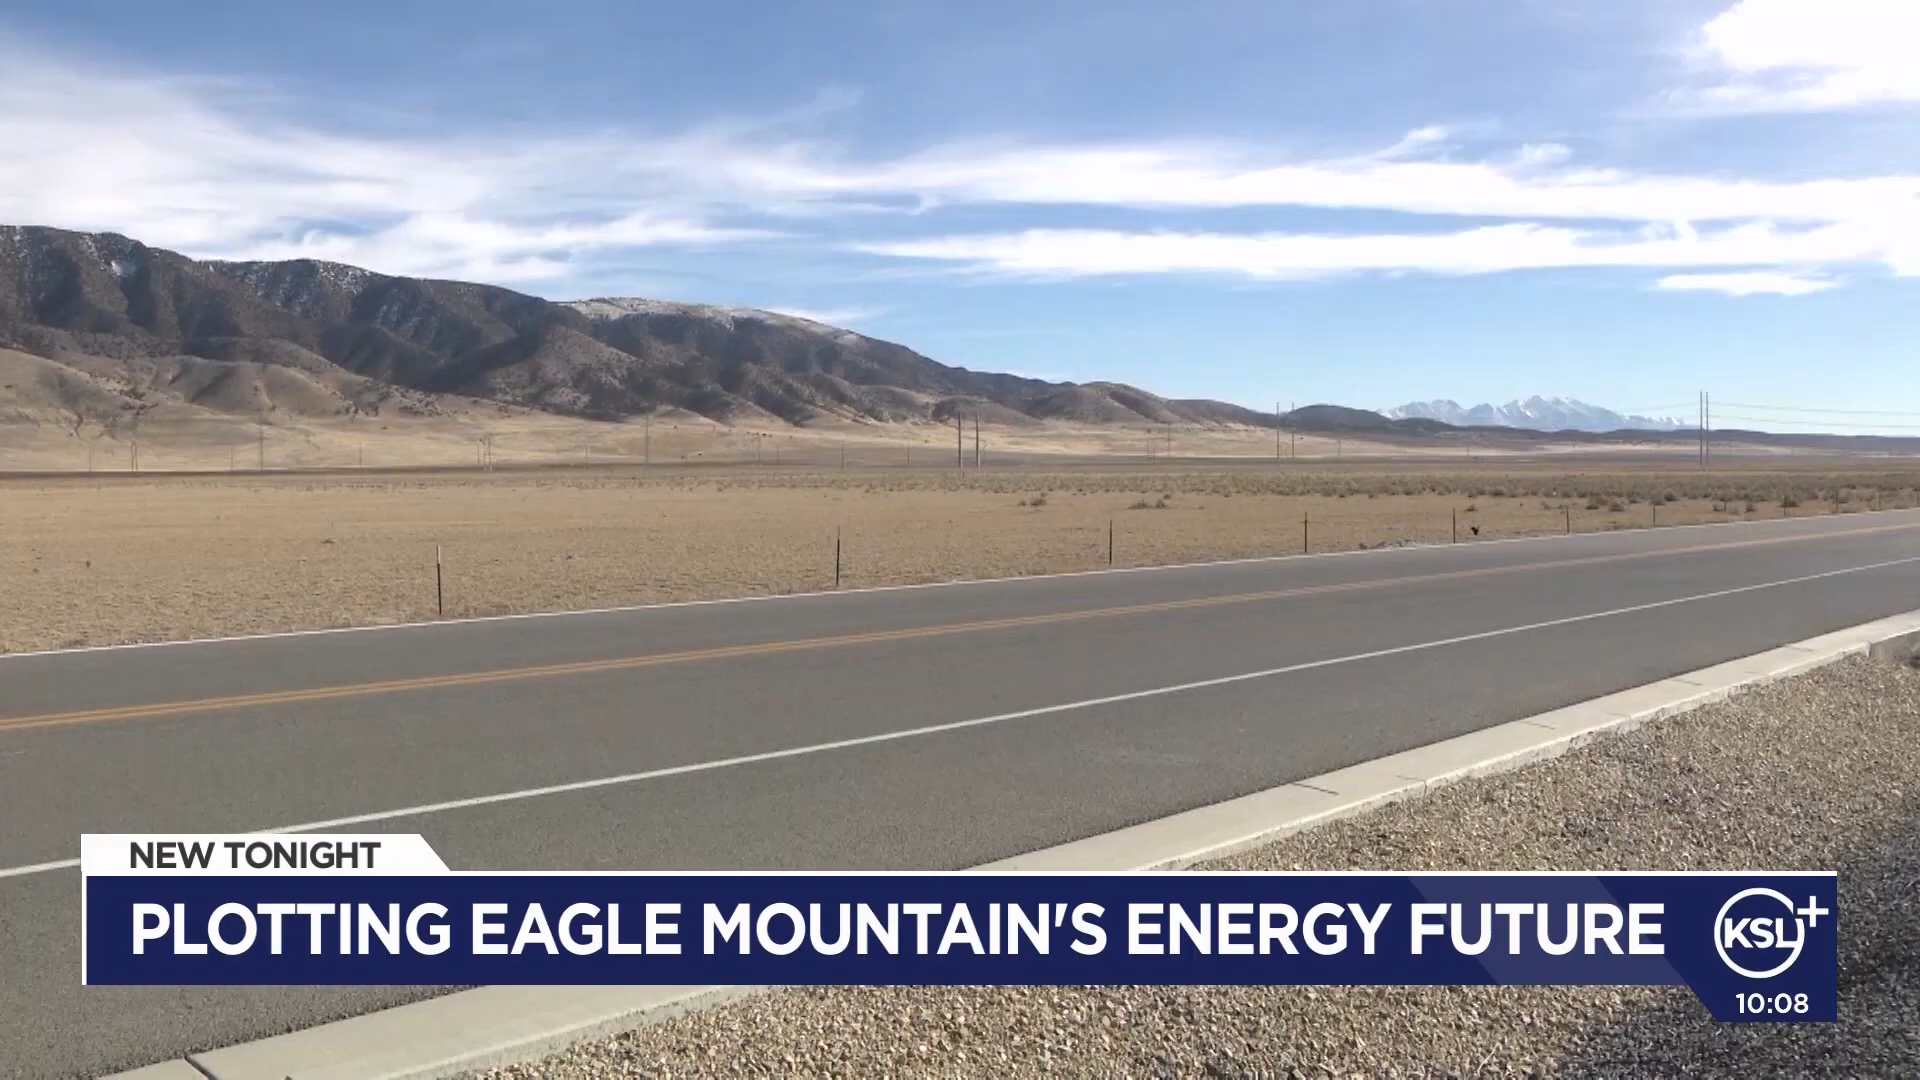 NEW TONIGHT
PLOTTING EAGLE MOUNTAIN'S ENERGY FUTURE
KSL+
10:08